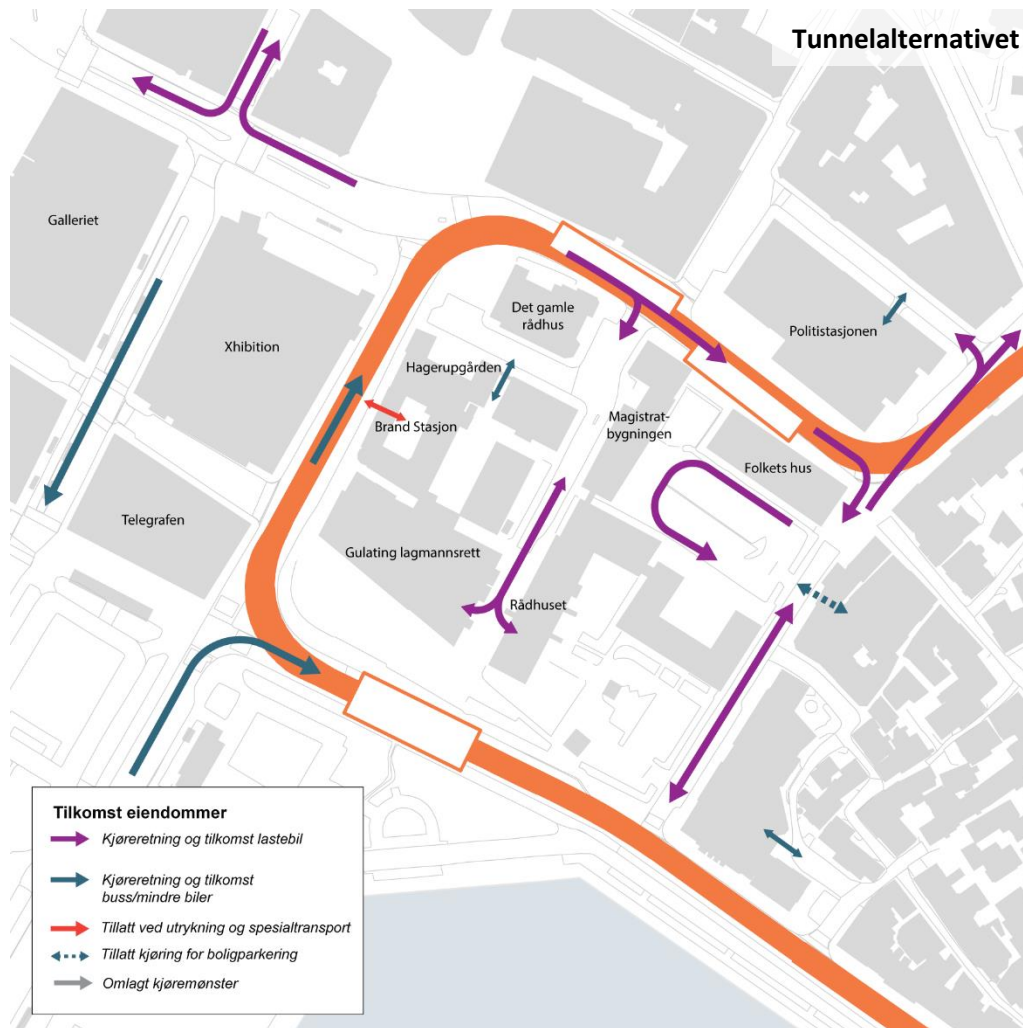 Tunnelalternativet
Galleriet
Det gamle
rådhus
Politistasjonen
Xhibition
Hagerupgården
Brand Stasjon
Magistrat-
bygningen
Folkets hus
Telegrafen
Gulating lagmannsrett
Rådhuset
Tilkomst eiendommer
Kjøreretning og tilkomst lastebil
Kjøreretning og tilkomst
buss/mindre biler
Tillatt ved utrykning og spesialtransport
Tillatt kjøring for boligparkering
Omlagt kjøremønster